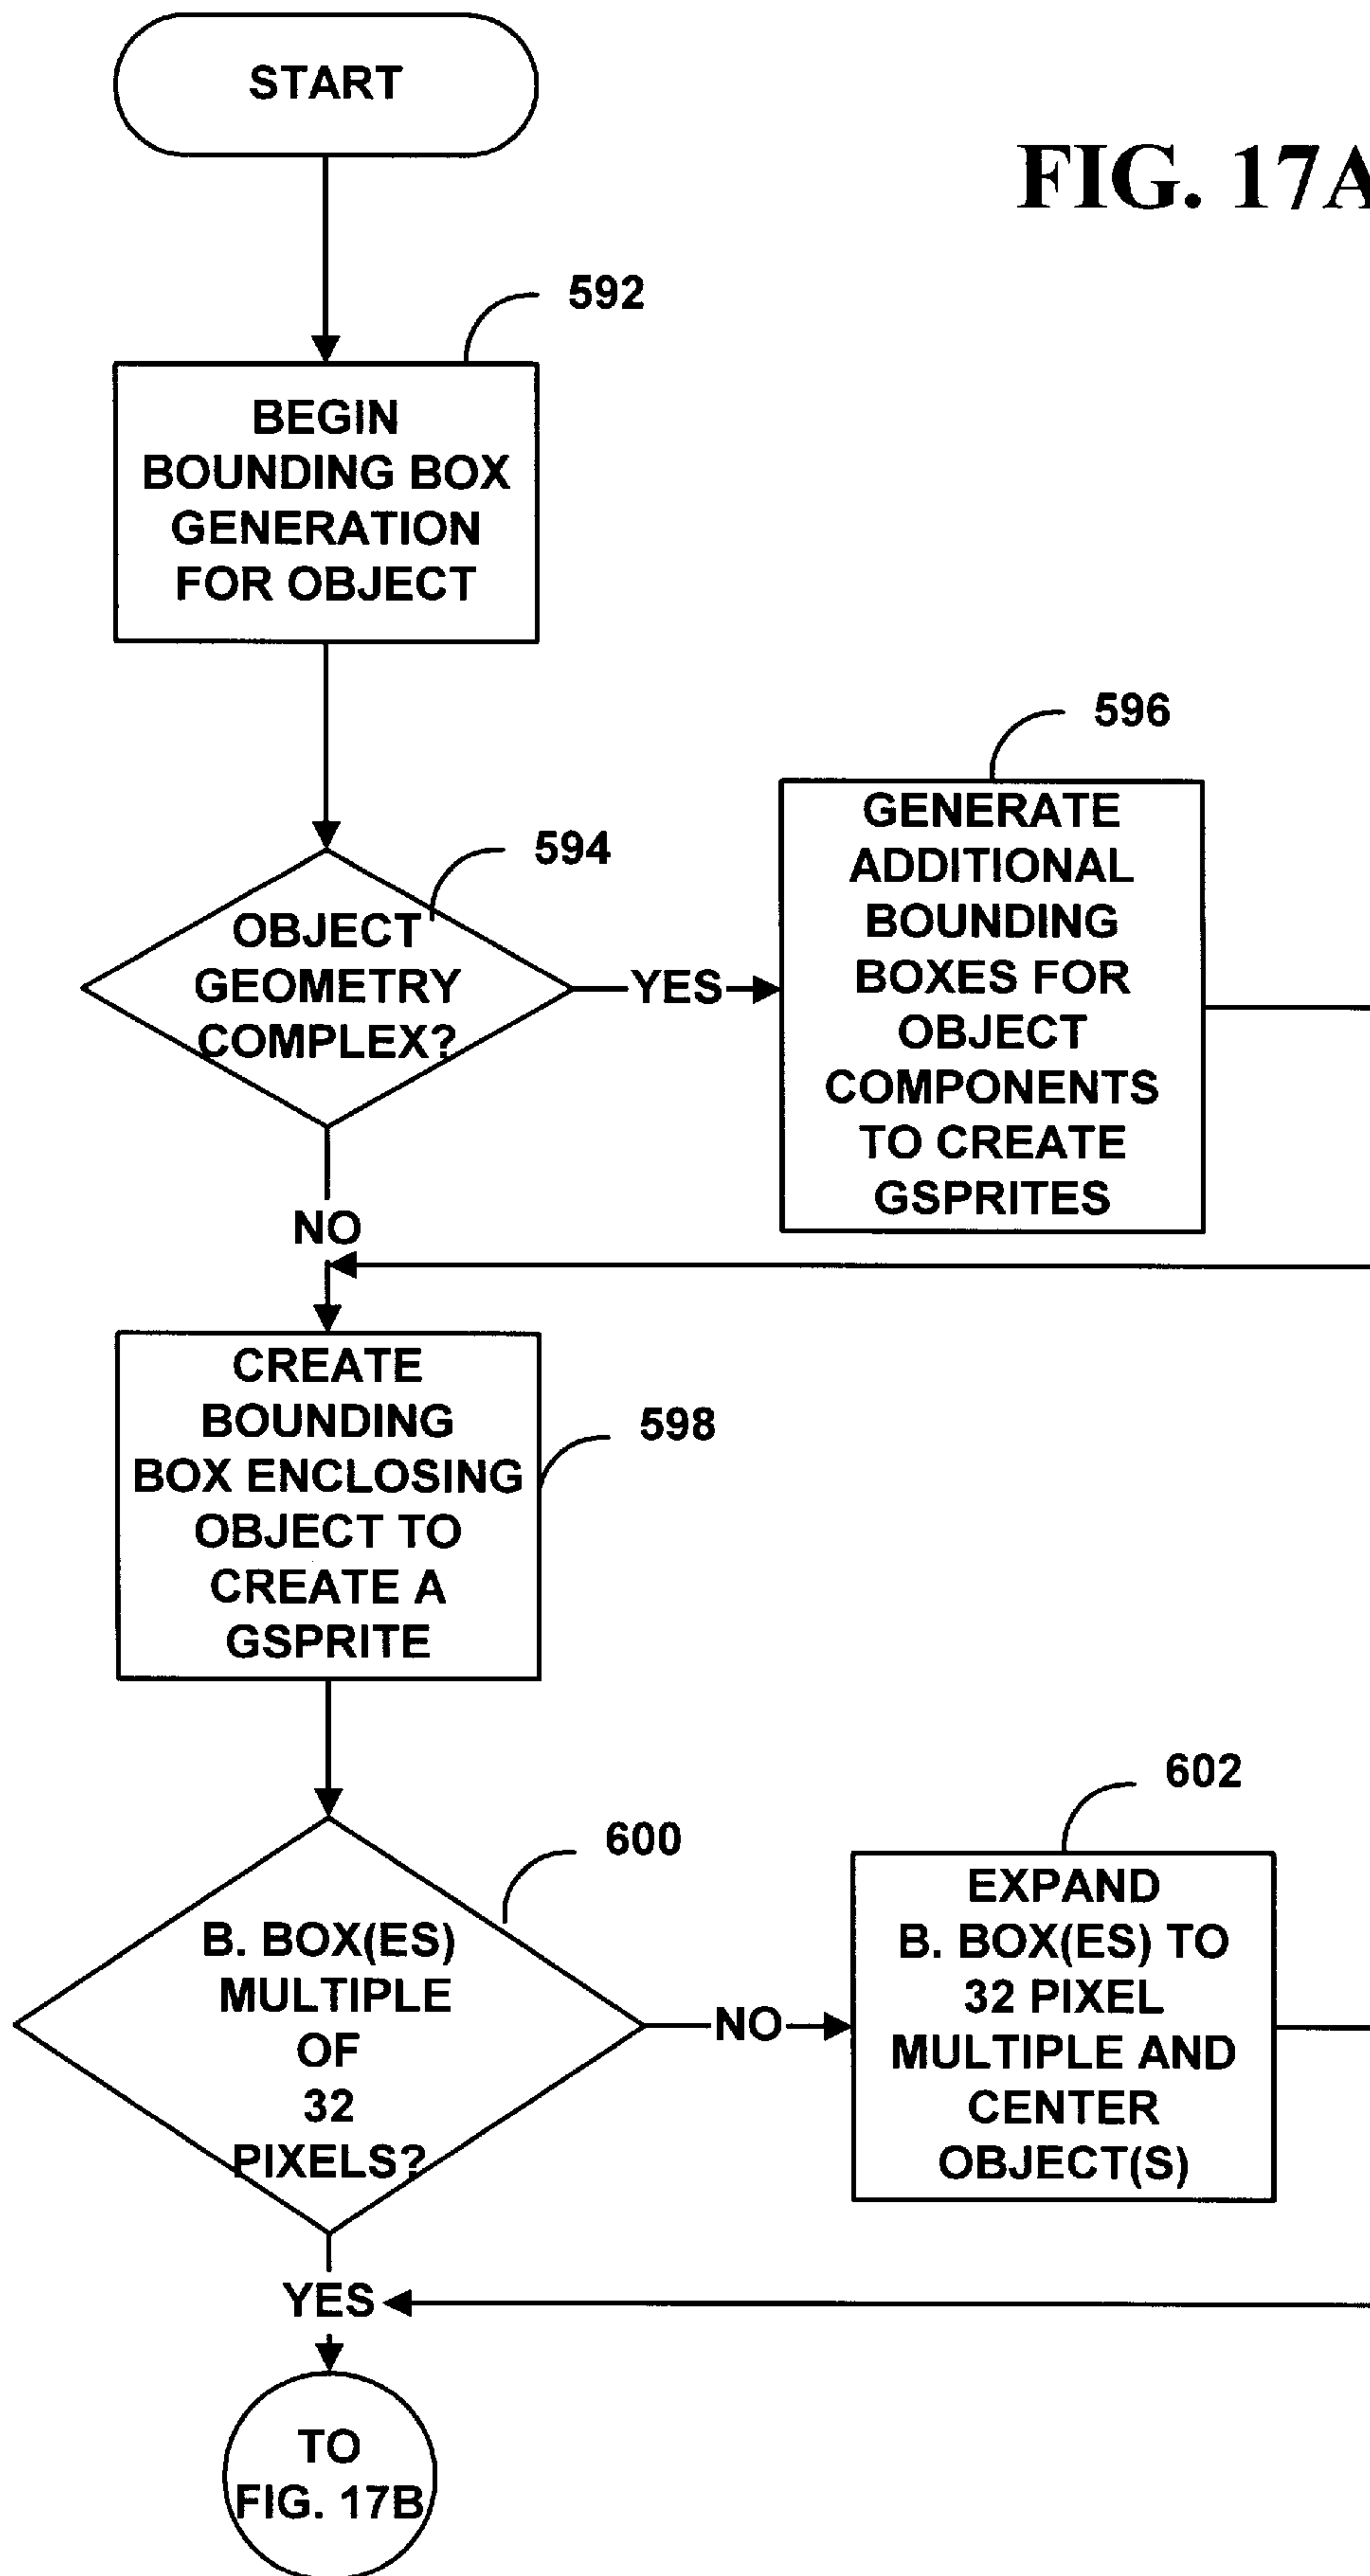 START
FIG. 17A
592
BEGIN
BOUNDING BOX
GENERATION
FOR OBJECT
594
OBJECT
GEOMETRY
COMPLEX?
YES
596
GENERATE
ADDITIONAL
BOUNDING
BOXES FOR
OBJECT
COMPONENTS
TO CREATE
GSPRITES
NO
CREATE
BOUNDING
BOX ENCLOSING
OBJECT TO
CREATE A
GSPRITE
598
600
B. BOX(ES)
MULTIPLE
OF
32
PIXELS?
NO
602
EXPAND
B. BOX(ES) TO
32 PIXEL
MULTIPLE AND
CENTER
OBJECT(S)
YES
TO
FIG. 17B